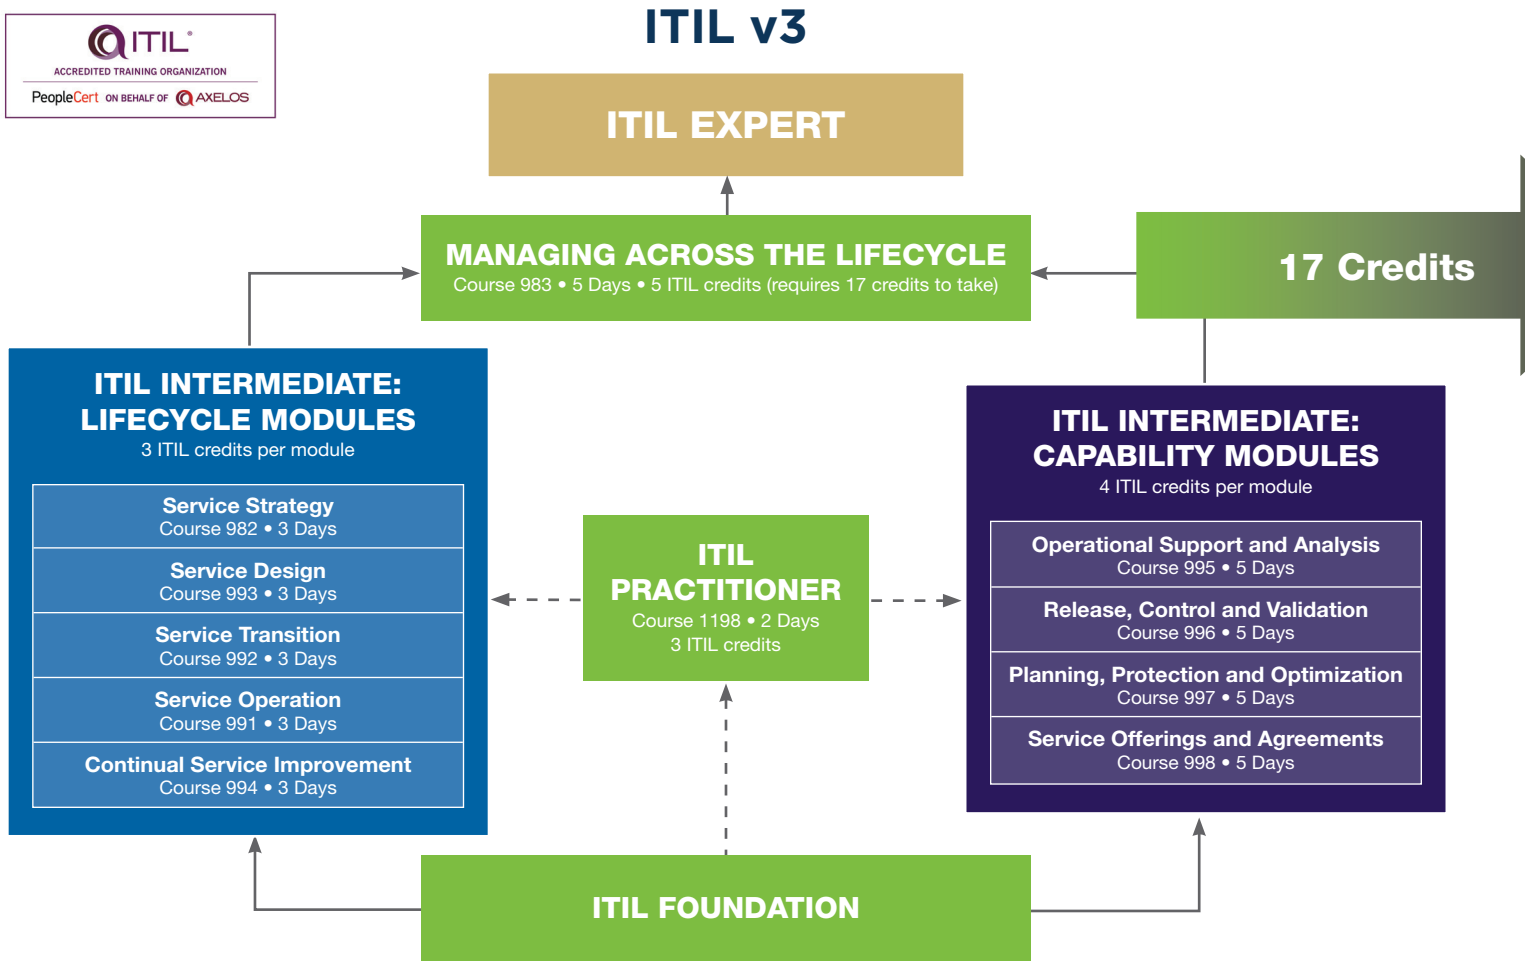 ITIL®
ACCREDITED TRAINING ORGANIZATION
PeopleCert ON BEHALF OF AXELOS
ITIL v3
ITIL EXPERT
MANAGING ACROSS THE LIFECYCLE
Course 983 • 5 Days • 5 ITIL credits (requires 17 credits to take)
17 Credits
ITIL INTERMEDIATE:
LIFECYCLE MODULES
3 ITIL credits per module
Service Strategy
Course 982 • 3 Days
Service Design
Course 993 • 3 Days
Service Transition
Course 992 • 3 Days
Service Operation
Course 991 • 3 Days
Continual Service Improvement
Course 994 • 3 Days
ITIL
PRACTITIONER
Course 1198 • 2 Days
3 ITIL credits
ITIL INTERMEDIATE:
CAPABILITY MODULES
4 ITIL credits per module
Operational Support and Analysis
Course 995 • 5 Days
Release, Control and Validation
Course 996 • 5 Days
Planning, Protection and Optimization
Course 997 • 5 Days
Service Offerings and Agreements
Course 998 • 5 Days
ITIL FOUNDATION